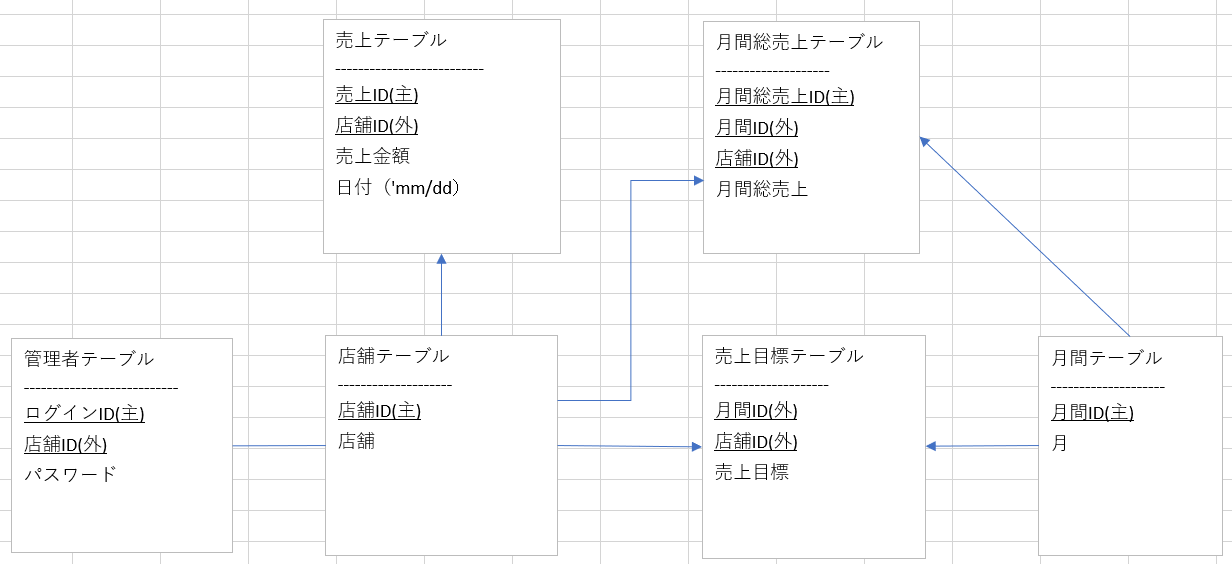 売上テーブル
--------------------------
売上ID(主)
店舗ID(外)
売上金額
日付（'mm/dd）
月間総売上テーブル
--------------------
月間総売上ID(主)
月間ID(外)
店舗ID(外)
月間総売上
管理者テーブル
---------------------------
ログインID(主)
店舗ID(外)
パスワード
店舗テーブル
--------------------
店舗ID(主)
店舗
売上目標テーブル
--------------------
月間ID(外)
店舗ID(外)
売上目標
月間テーブル
--------------------
月間ID(主)
月